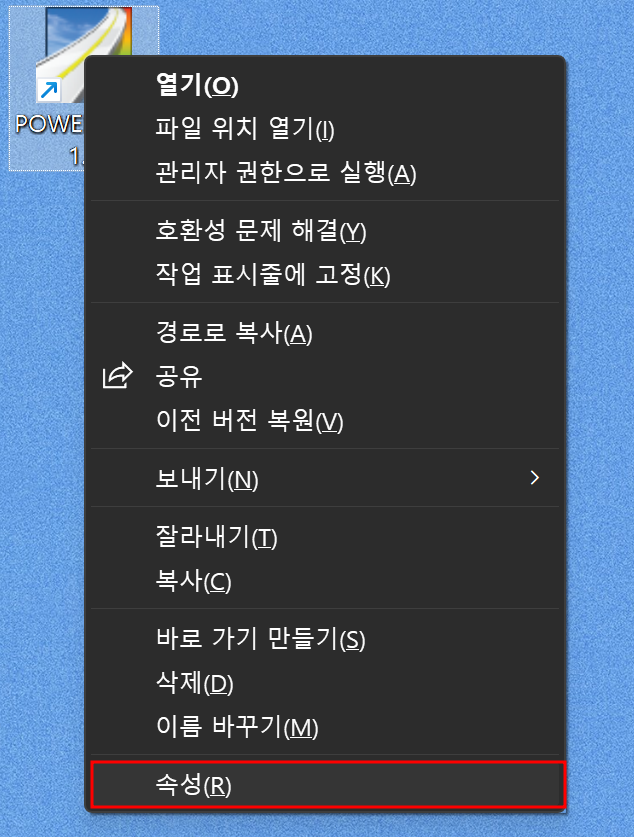 POWE
1.
열기(O)
파일 위치 열기(I)
관리자 권한으로 실행(A)
호환성 문제 해결(Y)
작업 표시줄에 고정(K)
경로로 복사(A)
공유
이전 버전 복원(V)
보내기(N)
잘라내기(T)
복사(C)
바로 가기 만들기(S)
삭제(D)
이름 바꾸기(M)
속성(R)